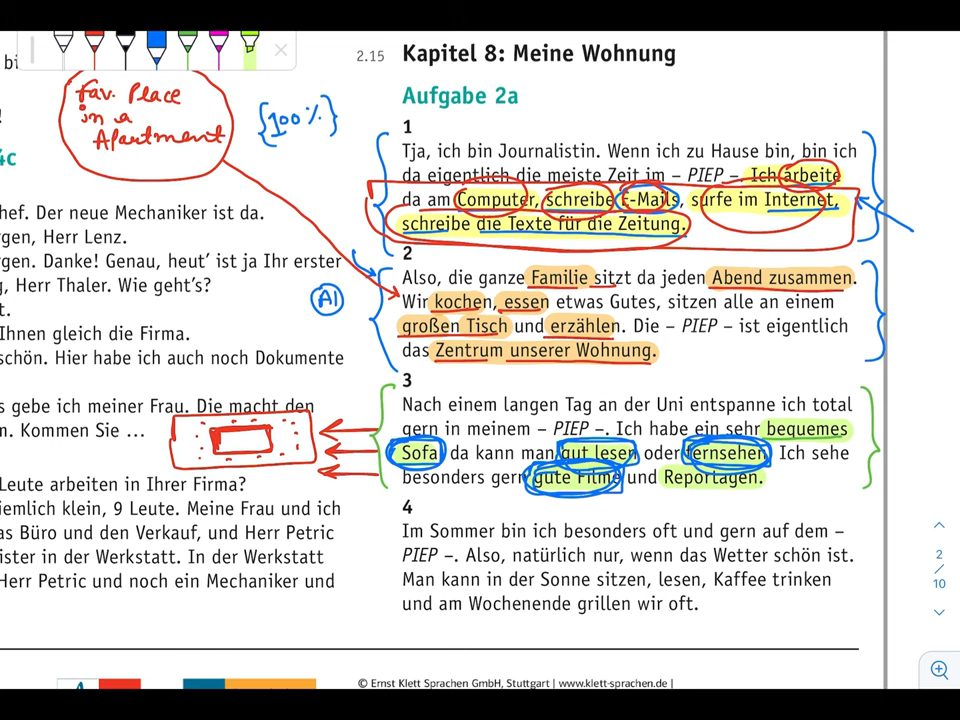 2.15 Kapitel 8: Meine Wohnung
Aufgabe 2a
fav. Place
in a
Apartment
{100 %}
bi
!
4c
hef. Der neue Mechaniker ist da.
rgen, Herr Lenz.
rgen. Danke! Genau, heut' ist ja Ihr erster
g, Herr Thaler. Wie geht's?
t.
Ihnen gleich die Firma.
schön. Hier habe ich auch noch Dokumente
s gebe ich meiner Frau. Die macht den
n. Kommen Sie …
Leute arbeiten in Ihrer Firma?
iemlich klein, 9 Leute. Meine Frau und ich
as Büro und den Verkauf, und Herr Petric
ister in der Werkstatt. In der Werkstatt
Herr Petric und noch ein Mechaniker und
1
Tja, ich bin Journalistin. Wenn ich zu Hause bin, bin ich
da eigentlich die meiste Zeit im – PIEP –. Ich arbeite
da am Computer, schreibe E-Mails, surfe im Internet,
schreibe die Texte für die Zeitung.
2
Also, die ganze Familie sitzt da jeden Abend zusammen.
Wir kochen, essen etwas Gutes, sitzen alle an einem
großen Tisch und erzählen. Die – PIEP – ist eigentlich
das Zentrum unserer Wohnung.
A1
3
Nach einem langen Tag an der Uni entspanne ich total
gern in meinem – PIEP –. Ich habe ein sehr bequemes
Sofa da kann man gut lesen oder fernsehen. Ich sehe
besonders gern gute Filme und Reportagen.
4
Im Sommer bin ich besonders oft und gern auf dem –
PIEP –. Also, natürlich nur, wenn das Wetter schön ist.
Man kann in der Sonne sitzen, lesen, Kaffee trinken
und am Wochenende grillen wir oft.
2
/
10
© Ernst Klett Sprachen GmbH, Stuttgart | www.klett-sprachen.de |